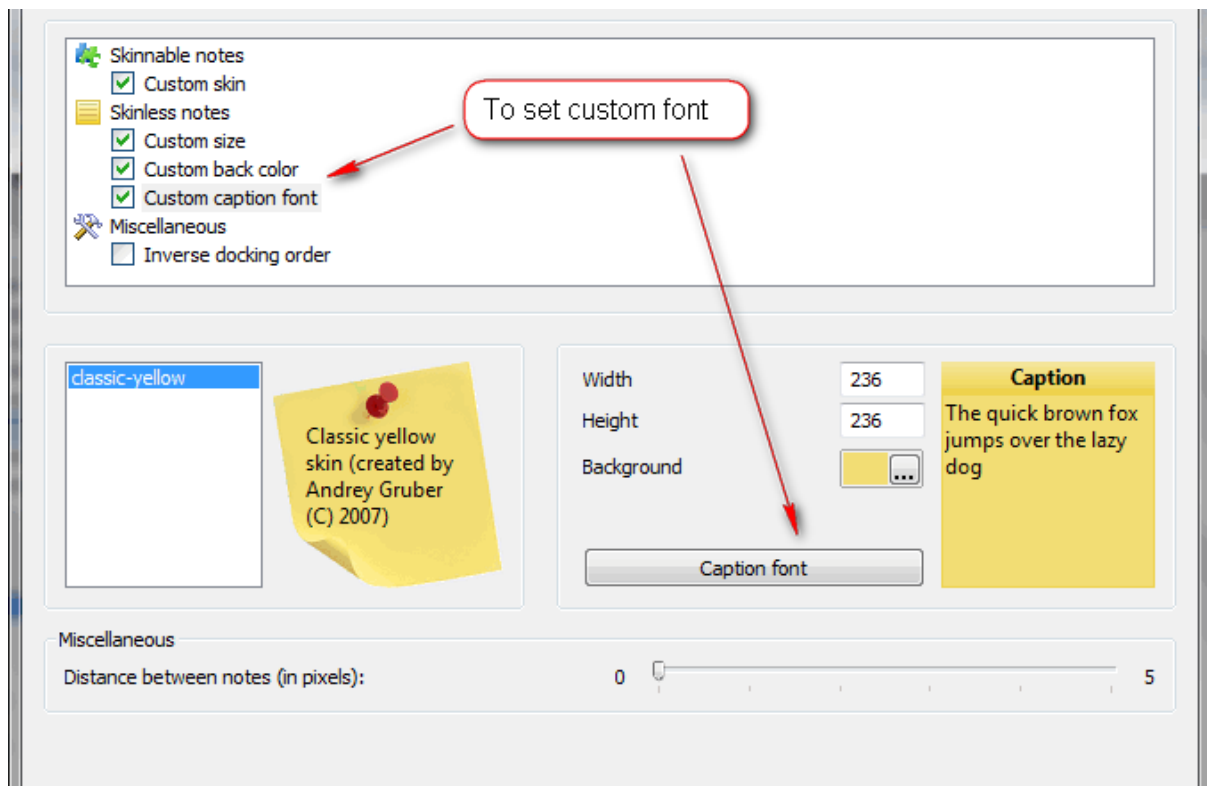 Skinnable notes
Custom skin
Skinless notes
Custom size
Custom back color
Custom caption font
Miscellaneous
Inverse docking order
To set custom font
classic-yellow
Classic yellow
skin (created by
Andrey Gruber
(C) 2007)
Width 236
Height 236
Background ...
Caption font
Caption
The quick brown fox
jumps over the lazy
dog
Miscellaneous
Distance between notes (in pixels): 0 5